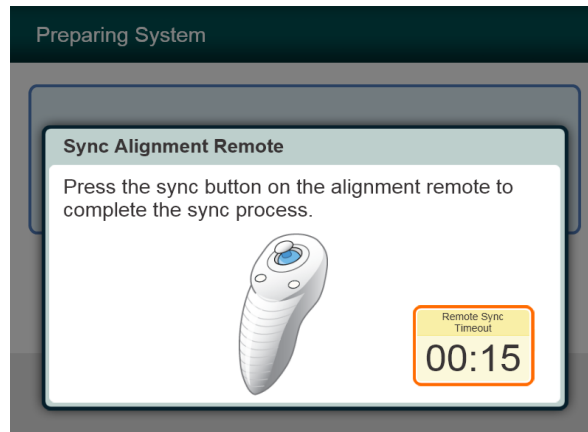 Preparing System
Sync Alignment Remote
Press the sync button on the alignment remote to
complete the sync process.
Remote Sync
Timeout
00:15